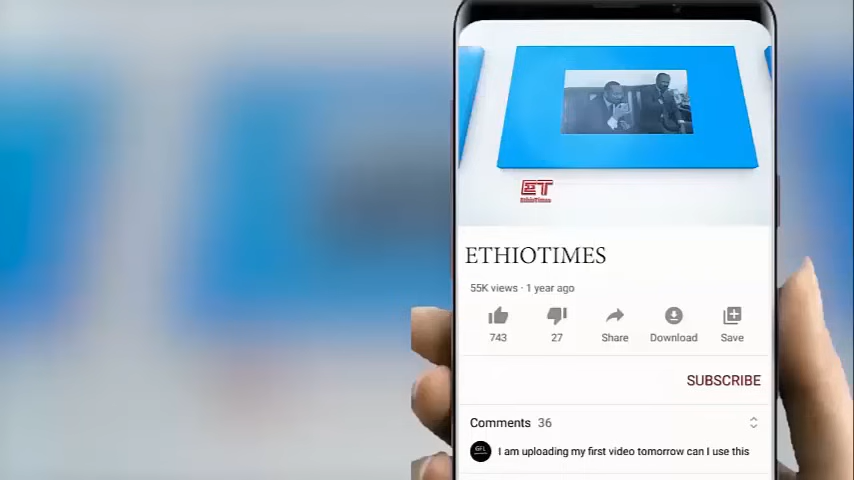 ET
EthioTimes
ETHIOTIMES
55K views · 1 year ago
743 27 Share Download Save
SUBSCRIBE
Comments 36
GFL
I am uploading my first video tomorrow can I use this